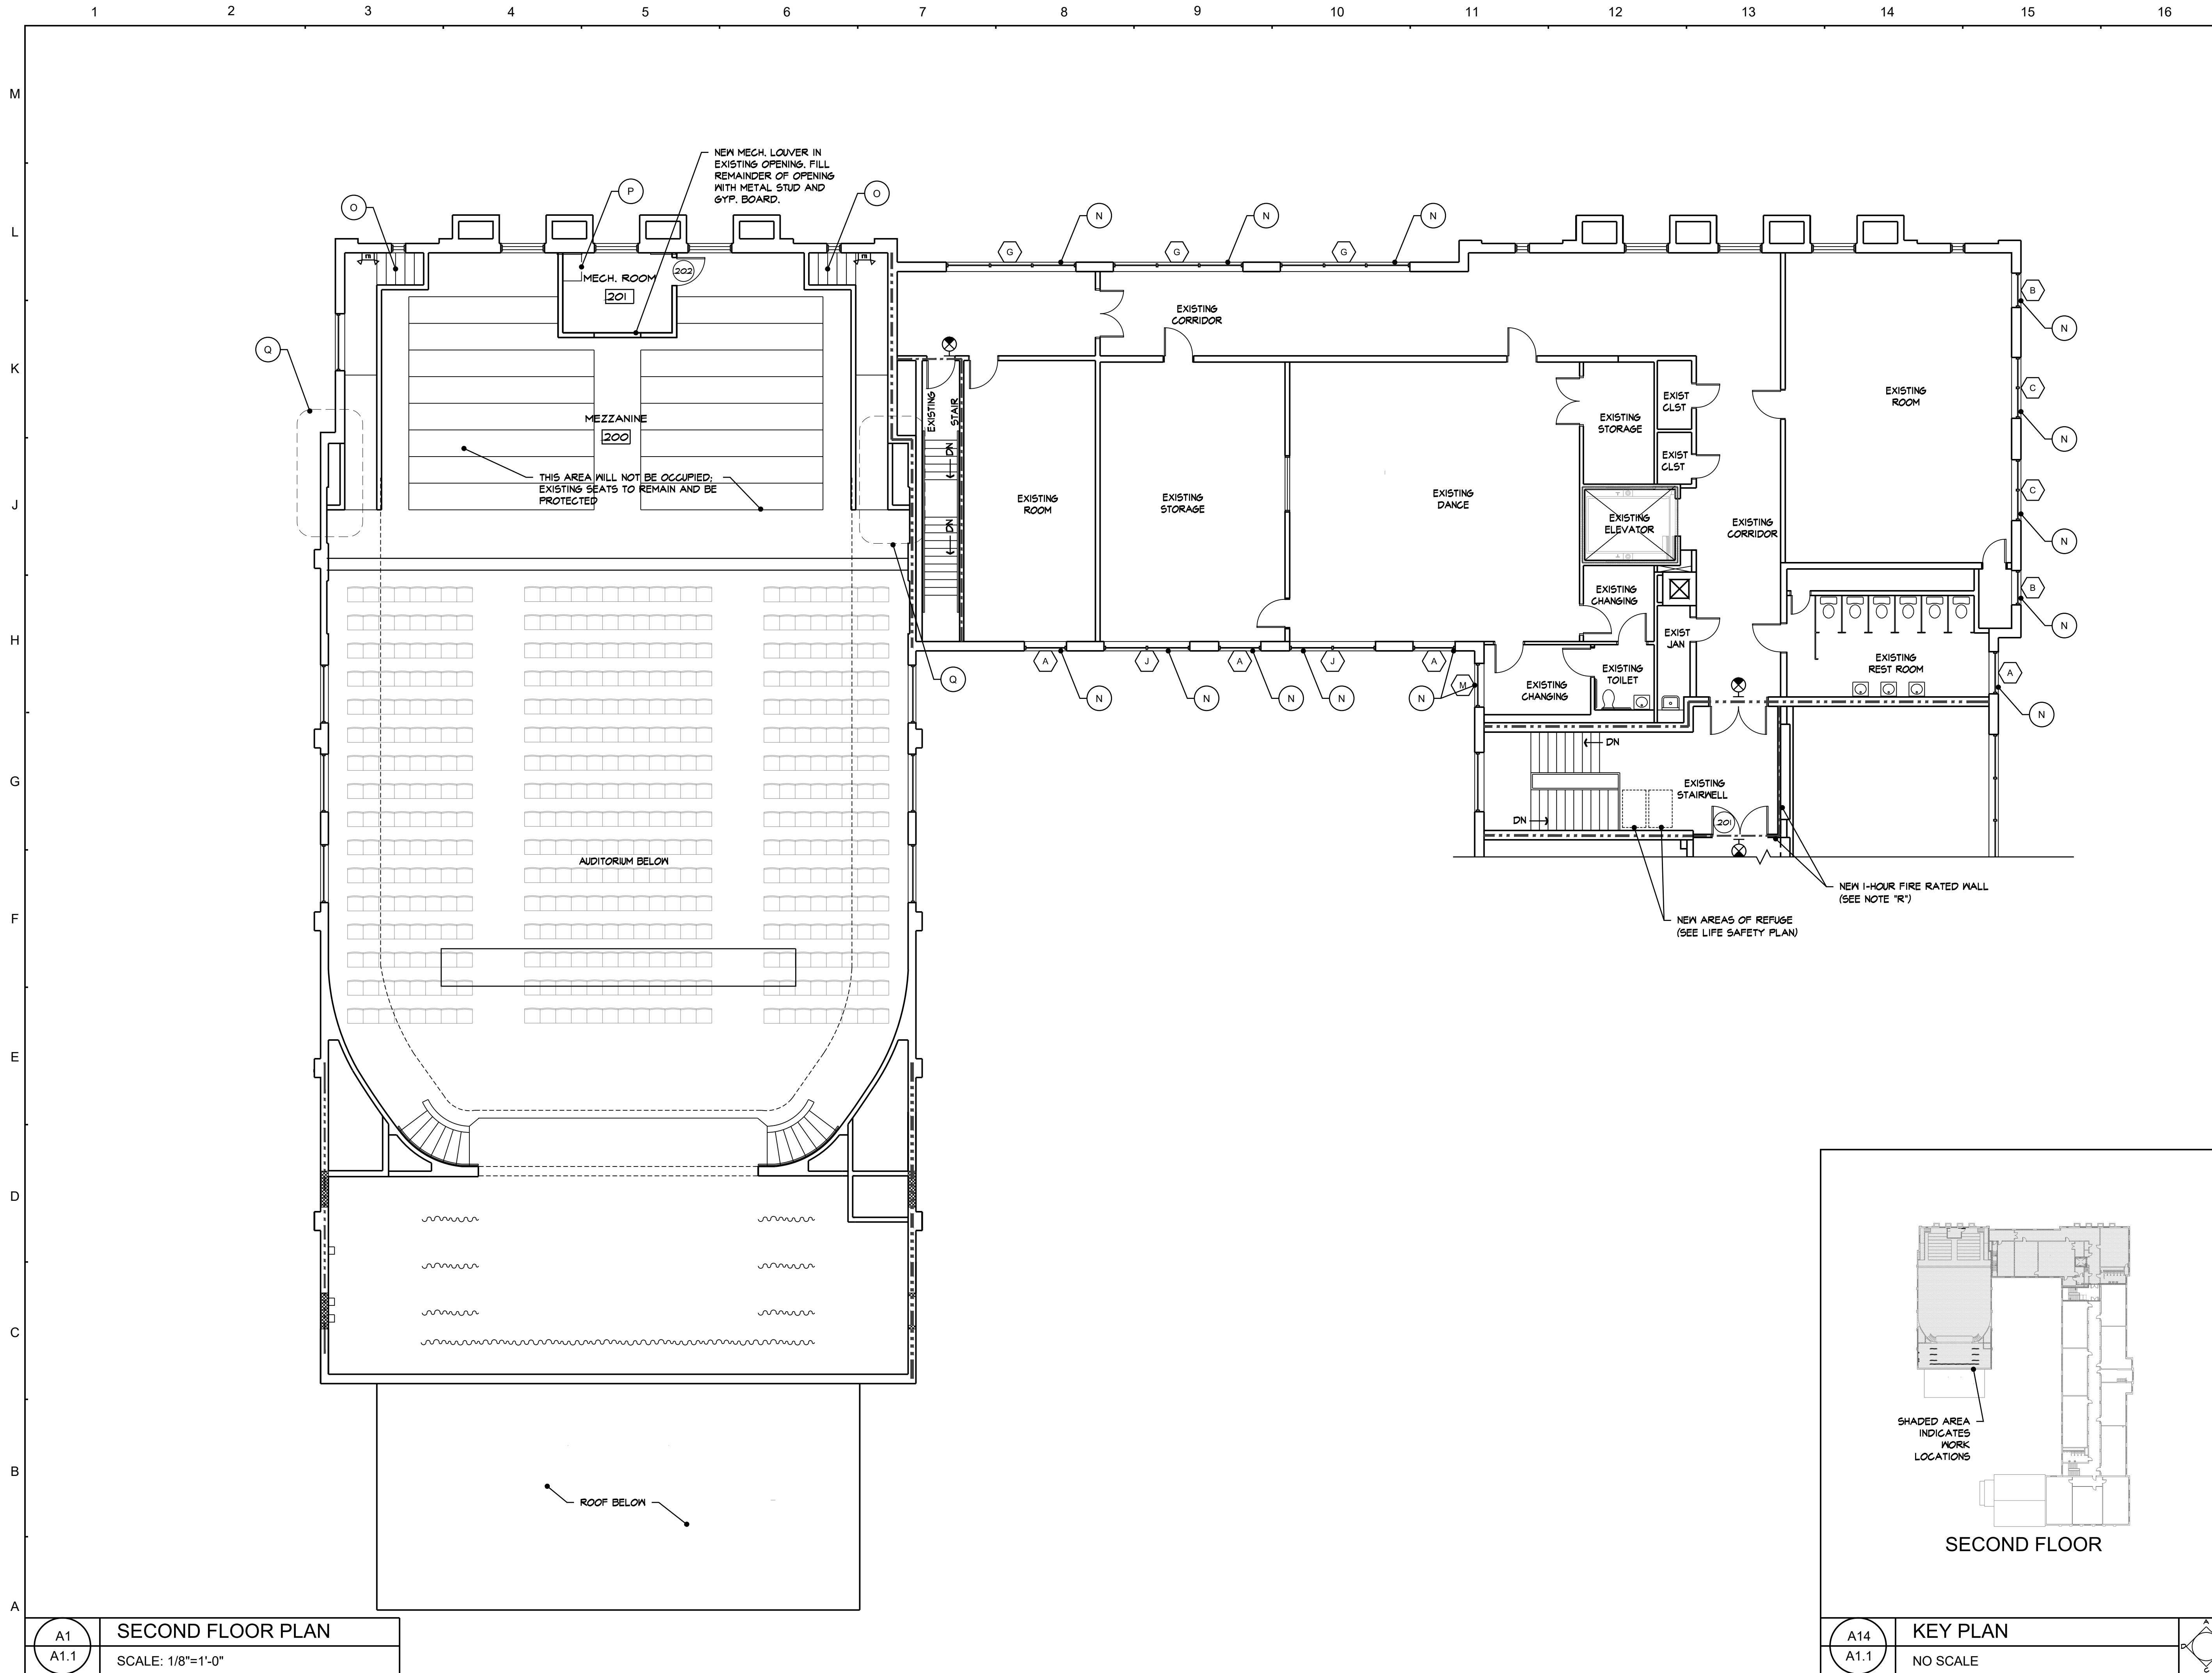 1 2 3 4 5 6 7 8 9 10 11 12 13 14 15 16
M
L
K
J
H
G
F
E
D
C
B
A
NEW MECH. LOUVER IN
EXISTING OPENING. FILL
REMAINDER OF OPENING
WITH METAL STUD AND
GYP. BOARD.
O
P
O
MECH. ROOM
201
202
Q
MEZZANINE
200
THIS AREA WILL NOT BE OCCUPIED;
EXISTING SEATS TO REMAIN AND BE
PROTECTED
Q
AUDITORIUM BELOW
ROOF BELOW
N
N
N
G
G
G
EXISTING
CORRIDOR
EXISTING
STAIR
DN
DN
EXISTING
ROOM
EXISTING
STORAGE
EXISTING
DANCE
EXISTING
STORAGE
EXIST
CLST
EXIST
CLST
EXISTING
ELEVATOR
EXISTING
CORRIDOR
EXISTING
ROOM
B
N
C
N
C
N
B
N
EXISTING
CHANGING
EXIST
JAN
EXISTING
TOILET
EXISTING
CHANGING
EXISTING
REST ROOM
A
N
A
J
A
J
A
M
N
N
N
N
N
DN
DN
EXISTING
STAIRWELL
201
NEW 1-HOUR FIRE RATED WALL
(SEE NOTE "R")
NEW AREAS OF REFUGE
(SEE LIFE SAFETY PLAN)
SHADED AREA
INDICATES
WORK
LOCATIONS
SECOND FLOOR
A1
A1.1
SECOND FLOOR PLAN
SCALE: 1/8"=1'-0"
A14
A1.1
KEY PLAN
NO SCALE